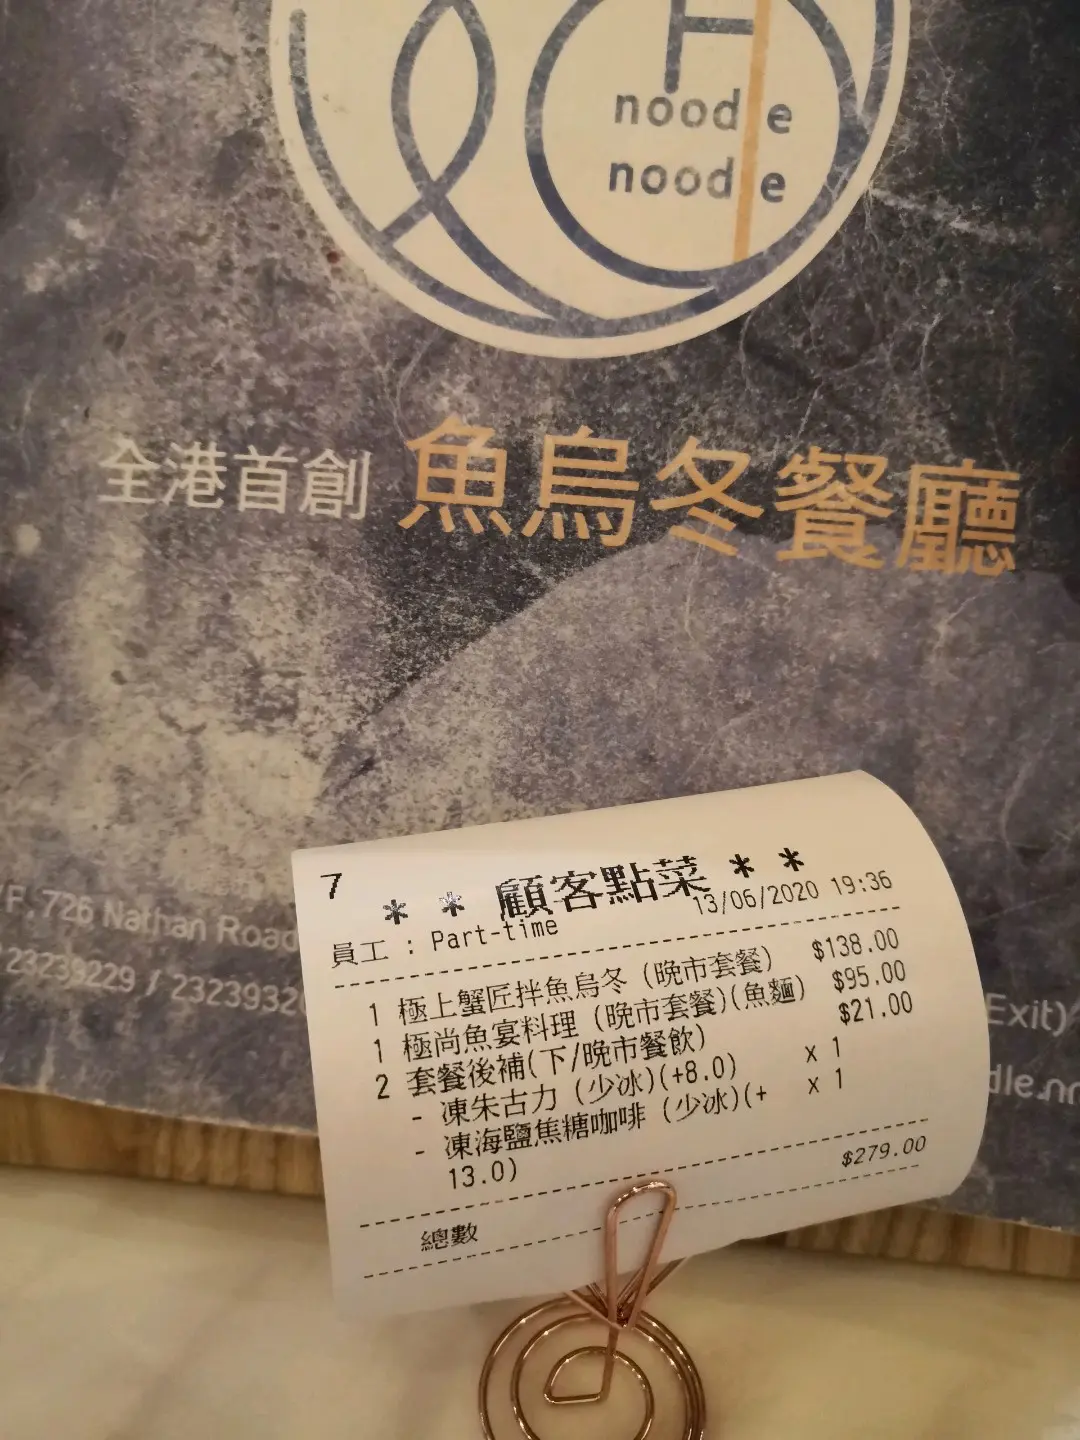 noodle
noodle
全港首創 魚烏冬餐廳
/F, 726 Nathan Road
23239229 / 2323932
Exit)
dle.nn
7
* * 顧客點菜 * *
13/06/2020 19:36
員工 : Part-time
1 極上蟹匠拌魚烏冬 (晚市套餐) $138.00
1 極尚魚宴料理 (晚市套餐)(魚麵) $95.00
2 套餐後補(下/晚市餐飲) $21.00
- 凍朱古力 (少冰)(+8.0) x 1
- 凍海鹽焦糖咖啡 (少冰)(+ x 1
13.0)
$279.00
總數